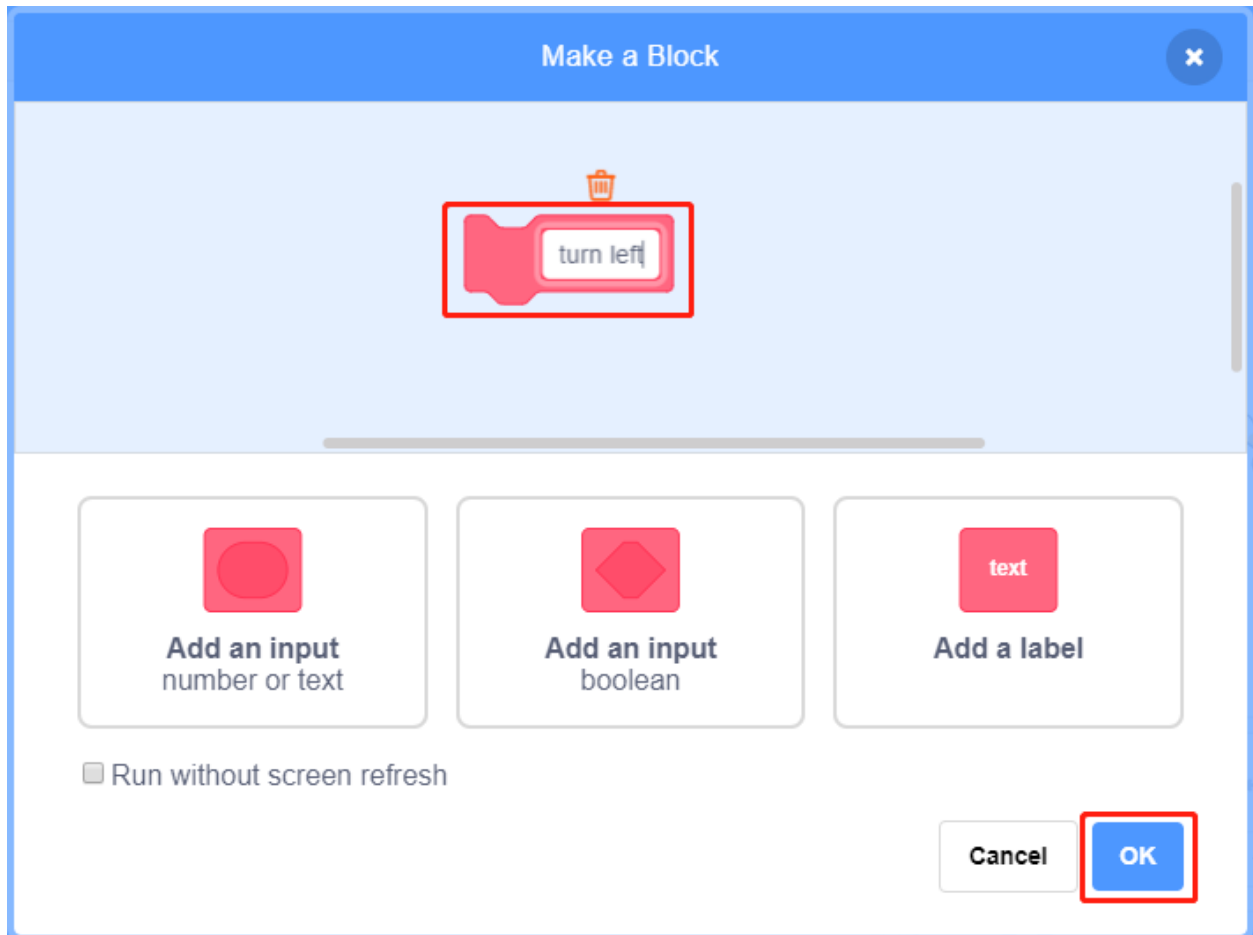 Make a Block
turn left
text
Add an input
number or text
Add an input
boolean
Add a label
Run without screen refresh
Cancel
OK